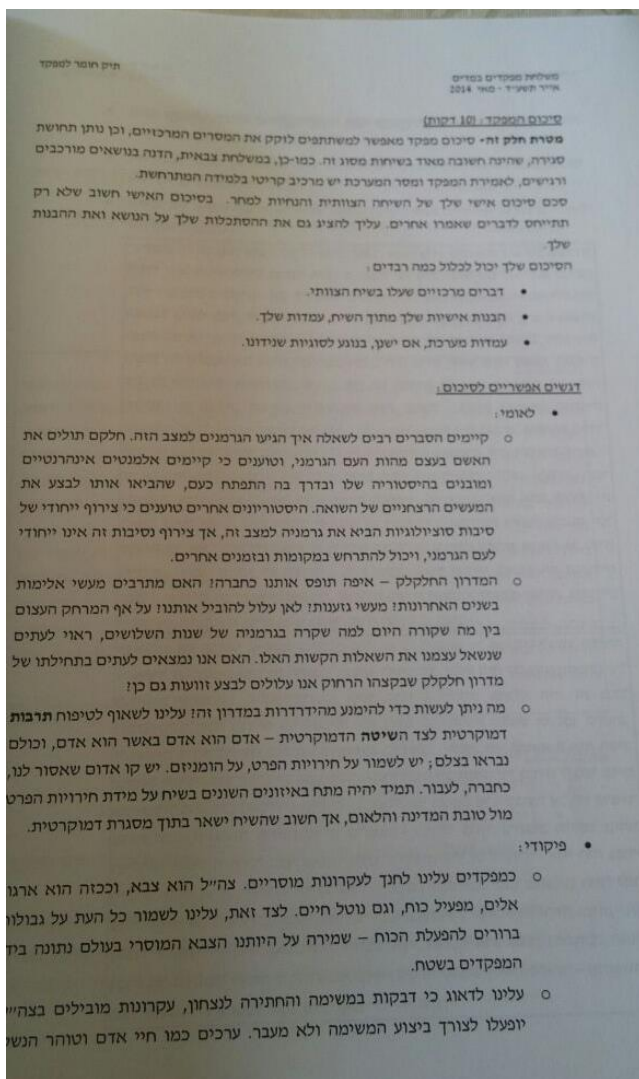 תיק חומר למפקד
משלחת מפקדים במדים
אייר תשע״ד - מאי 2014
סיכום המפקד: (10 דקות)
מטרת חלק זה- סיכום מפקד מאפשר למשתתפים לזקק את המסרים המרכזיים, וכן נותן תחושת
סגירה, שהינה חשובה מאוד בשיחות מסוג זה. כמו-כן, במשלחת צבאית, הדנה בנושאים מורכבים
ורגישים, לאמירת המפקד ומסר המערכת יש מרכיב קריטי בלמידה המתרחשת.
סכם סיכום אישי שלך של השיחה הצוותית והנחיות למחר. בסיכום האישי חשוב שלא רק
תתייחס לדברים שאמרו אחרים. עליך להציג גם את ההסתכלות שלך על הנושא ואת ההבנות
שלך.
הסיכום שלך יכול לכלול כמה רבדים:
• דברים מרכזיים שעלו בשיח הצוותי.
• הבנות אישיות שלך מתוך השיח, עמדות שלך.
• עמדות מערכת, אם ישנן, בנוגע לסוגיות שנידונו.
דגשים אפשריים לסיכום:
• לאומי:
o קיימים הסברים רבים לשאלה איך הגיעו הגרמנים למצב הזה. חלקם תולים את
האשם בעצם מהות העם הגרמני, וטוענים כי קיימים אלמנטים אינהרנטיים
ומובנים בהיסטוריה שלו ובדרך בה התפתח כעם, שהביאו אותו לבצע את
המעשים הרצחניים של השואה. היסטוריונים אחרים טוענים כי צירוף ייחודי של
סיבות סוציולוגיות הביא את גרמניה למצב זה, אך צירוף נסיבות זה אינו ייחודי
לעם הגרמני, ויכול להתרחש במקומות ובזמנים אחרים.
o המדרון החלקלק – איפה תופס אותנו כחברה? האם מתרבים מעשי אלימות
בשנים האחרונות? מעשי גזענות? לאן עלול להוביל אותנו? על אף המרחק העצום
בין מה שקורה היום למה שקרה בגרמניה של שנות השלושים, ראוי לעתים
שנשאל עצמנו את השאלות הקשות האלו. האם אנו נמצאים לעתים בתחילתו של
מדרון חלקלק שבקצהו הרחוק אנו עלולים לבצע זוועות גם כן?
o מה ניתן לעשות כדי להימנע מהידרדרות במדרון זה? עלינו לשאוף לטיפוח תרבות
דמוקרטית לצד השיטה הדמוקרטית – אדם הוא אדם באשר הוא אדם, וכולם
נבראו בצלם; יש לשמור על חירויות הפרט, על הומניזם. יש קו אדום שאסור לנו,
כחברה, לעבור. תמיד יהיה מתח באיזונים השונים בשיח על מידת חירויות הפרט
מול טובת המדינה והלאום, אך חשוב שהשיח ישאר בתוך מסגרת דמוקרטית.
• פיקודי:
o כמפקדים עלינו לחנך לעקרונות מוסריים. צה״ל הוא צבא, וככזה הוא ארגו
אלים, מפעיל כוח, וגם נוטל חיים. לצד זאת, עלינו לשמור כל העת על גבולות
ברורים להפעלת הכוח – שמירה על היותנו הצבא המוסרי בעולם נתונה ביד
המפקדים בשטח.
o עלינו לדאוג כי דבקות במשימה והחתירה לנצחון, עקרונות מובילים בצה״
יופעלו לצורך ביצוע המשימה ולא מעבר. ערכים כמו חיי אדם וטוהר הנשק